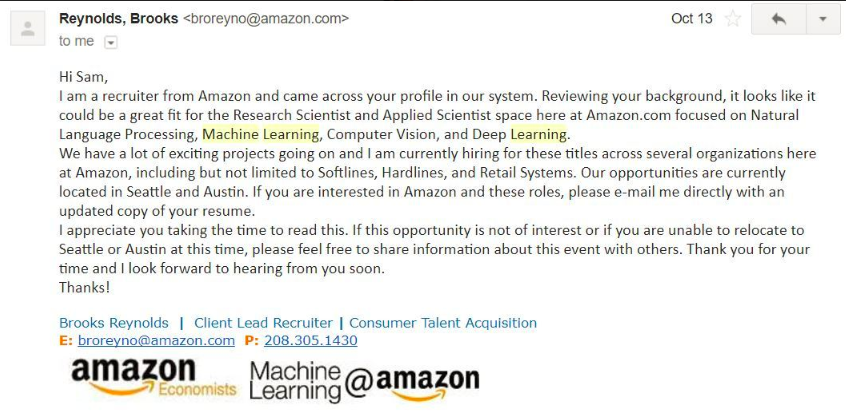 Reynolds, Brooks <broreyno@amazon.com> Oct 13
to me
Hi Sam,
I am a recruiter from Amazon and came across your profile in our system. Reviewing your background, it looks like it
could be a great fit for the Research Scientist and Applied Scientist space here at Amazon.com focused on Natural
Language Processing, Machine Learning, Computer Vision, and Deep Learning.
We have a lot of exciting projects going on and I am currently hiring for these titles across several organizations here
at Amazon, including but not limited to Softlines, Hardlines, and Retail Systems. Our opportunities are currently
located in Seattle and Austin. If you are interested in Amazon and these roles, please e-mail me directly with an
updated copy of your resume.
I appreciate you taking the time to read this. If this opportunity is not of interest or if you are unable to relocate to
Seattle or Austin at this time, please feel free to share information about this event with others. Thank you for your
time and I look forward to hearing from you soon.
Thanks!
Brooks Reynolds | Client Lead Recruiter | Consumer Talent Acquisition
E: broreyno@amazon.com P: 208.305.1430
amazon Economists
Machine Learning @ amazon